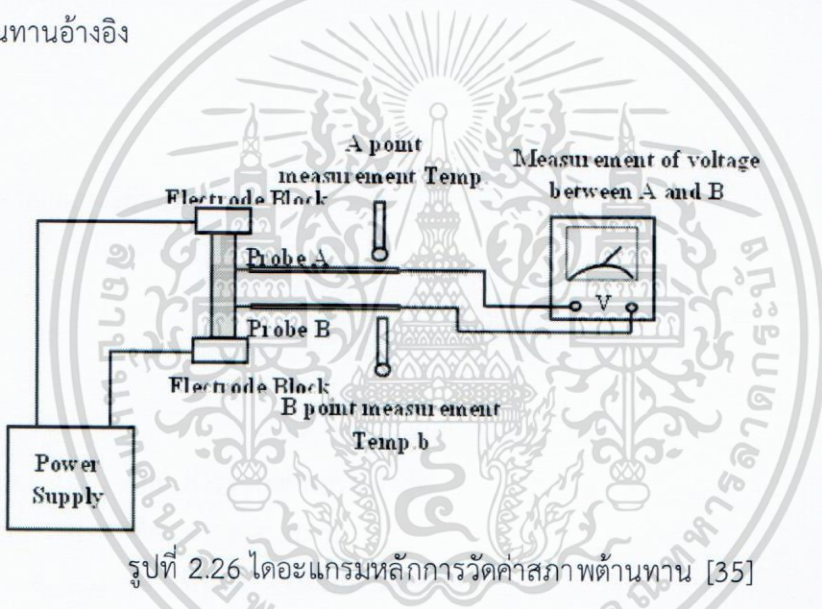 นทานอ้างอิง
A point
measurement Temp
Measurement of voltage
between A and B
Electrode Block
Probe A
V
Probe B
Electrode Block
B point measurement
Temp.b
Power
Supply
รูปที่ 2.26 ไดอะแกรมหลักการวัดค่าสภาพต้านทาน [35]